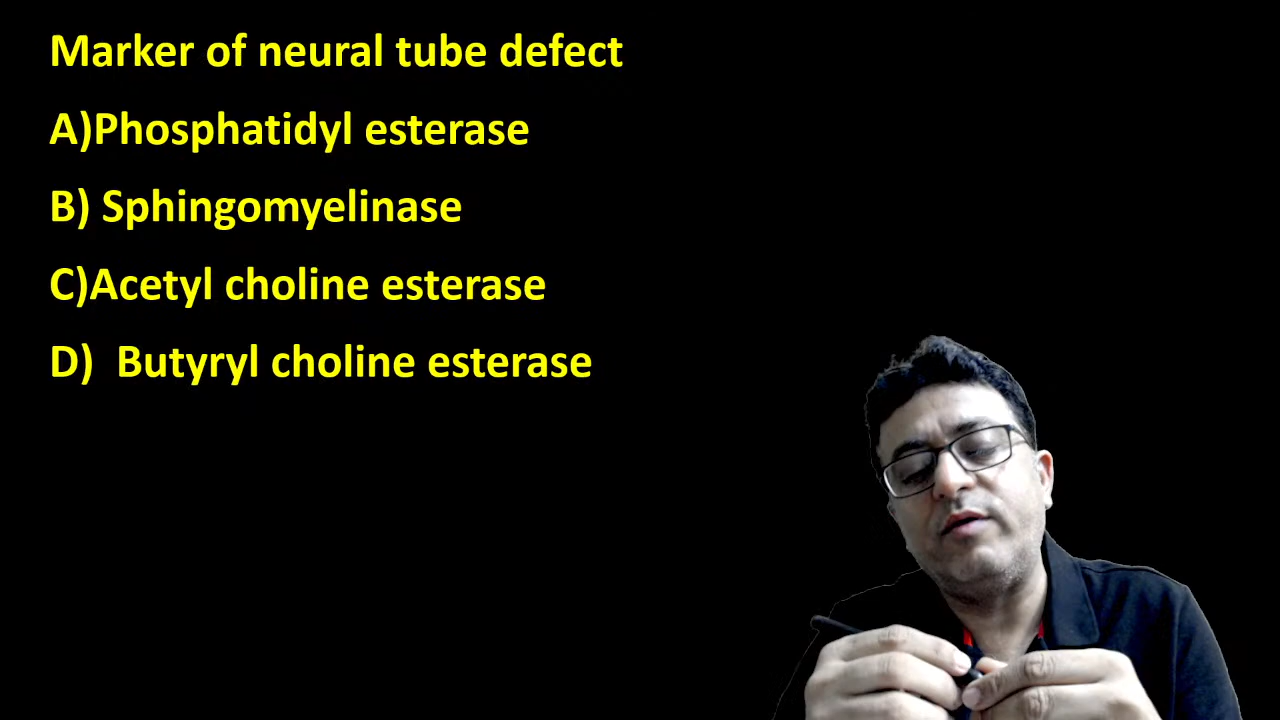 Marker of neural tube defect
A)Phosphatidyl esterase
B) Sphingomyelinase
C)Acetyl choline esterase
D)  Butyryl choline esterase